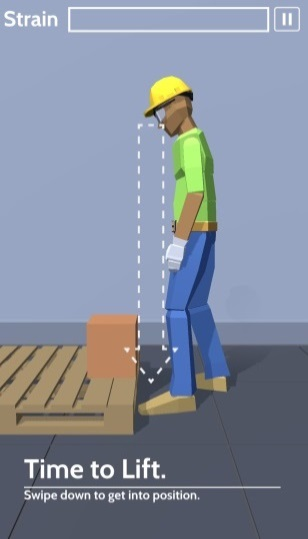 Strain
Time to Lift.
Swipe down to get into position.